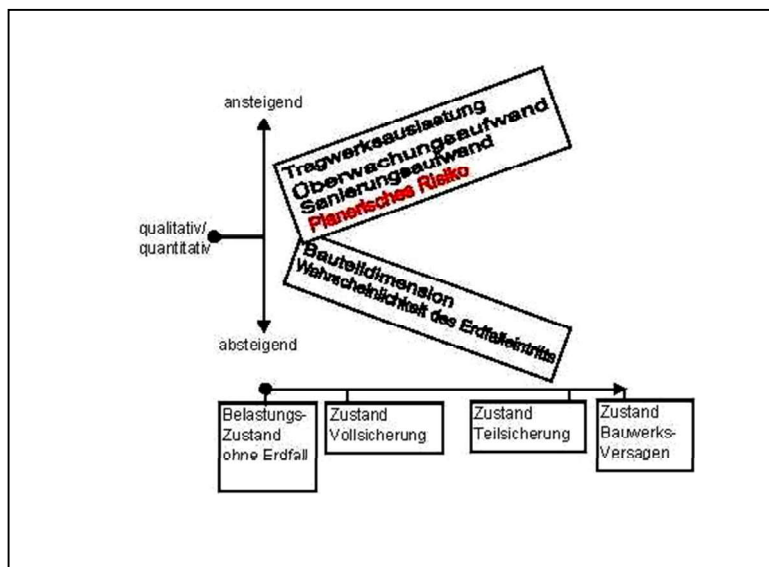 ansteigend
Tragwerksauslastung
Überwachungsaufwand
Sanierungsaufwand
Planerisches Risiko
qualitativ/
quantitativ
Bauteildimension
Wahrscheinlichkeit des Erdfalleintritts
absteigend
Belastungs-
Zustand
ohne Erdfall
Zustand
Vollsicherung
Zustand
Teilsicherung
Zustand
Bauwerks-
Versagen